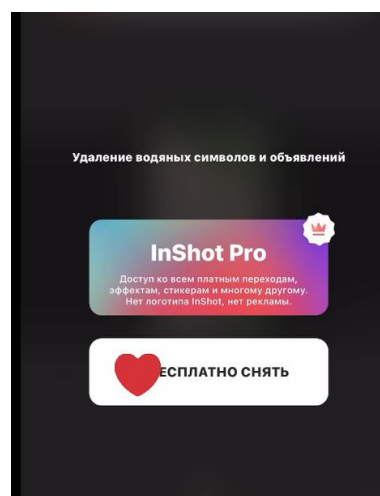 Удаление водяных символов и объявлений
InShot Pro
Доступ ко всем платным переходам,
эффектам, стикерам и многому другому.
Нет логотипа InShot, нет рекламы.
ЕСПЛАТНО СНЯТЬ